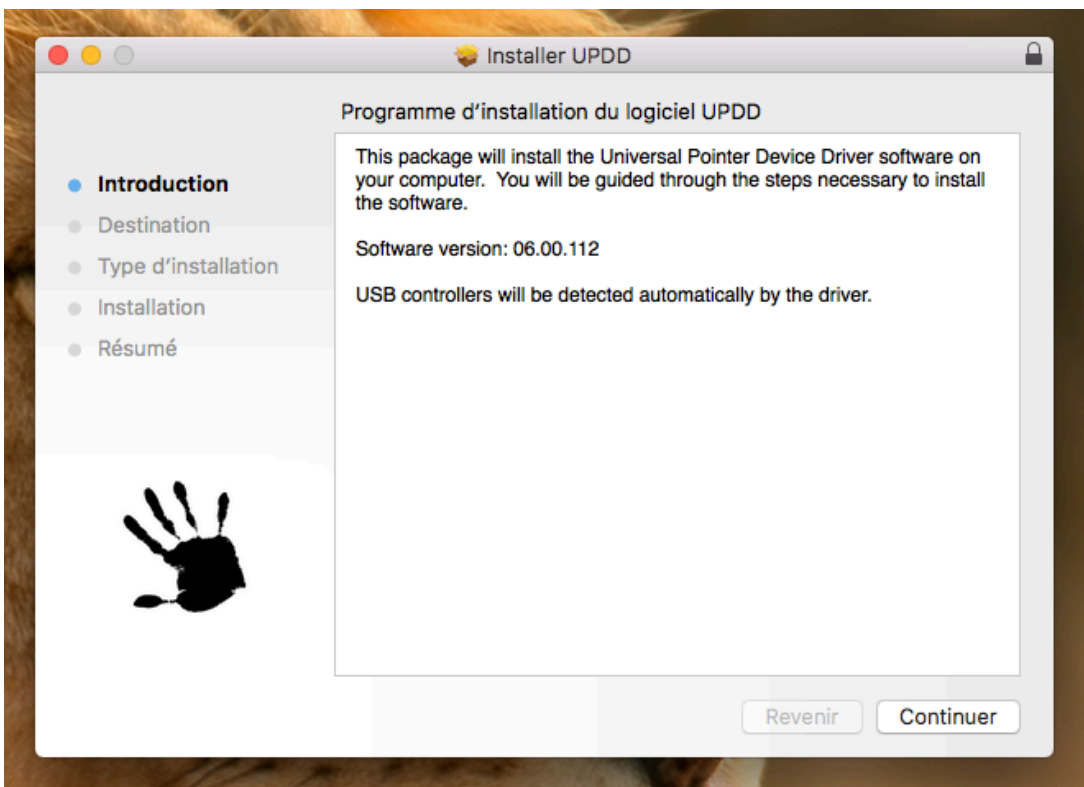 Installer UPDD
Programme d’installation du logiciel UPDD
Introduction
Destination
Type d’installation
Installation
Résumé
This package will install the Universal Pointer Device Driver software on
your computer.  You will be guided through the steps necessary to install
the software.
Software version: 06.00.112
USB controllers will be detected automatically by the driver.
Revenir
Continuer